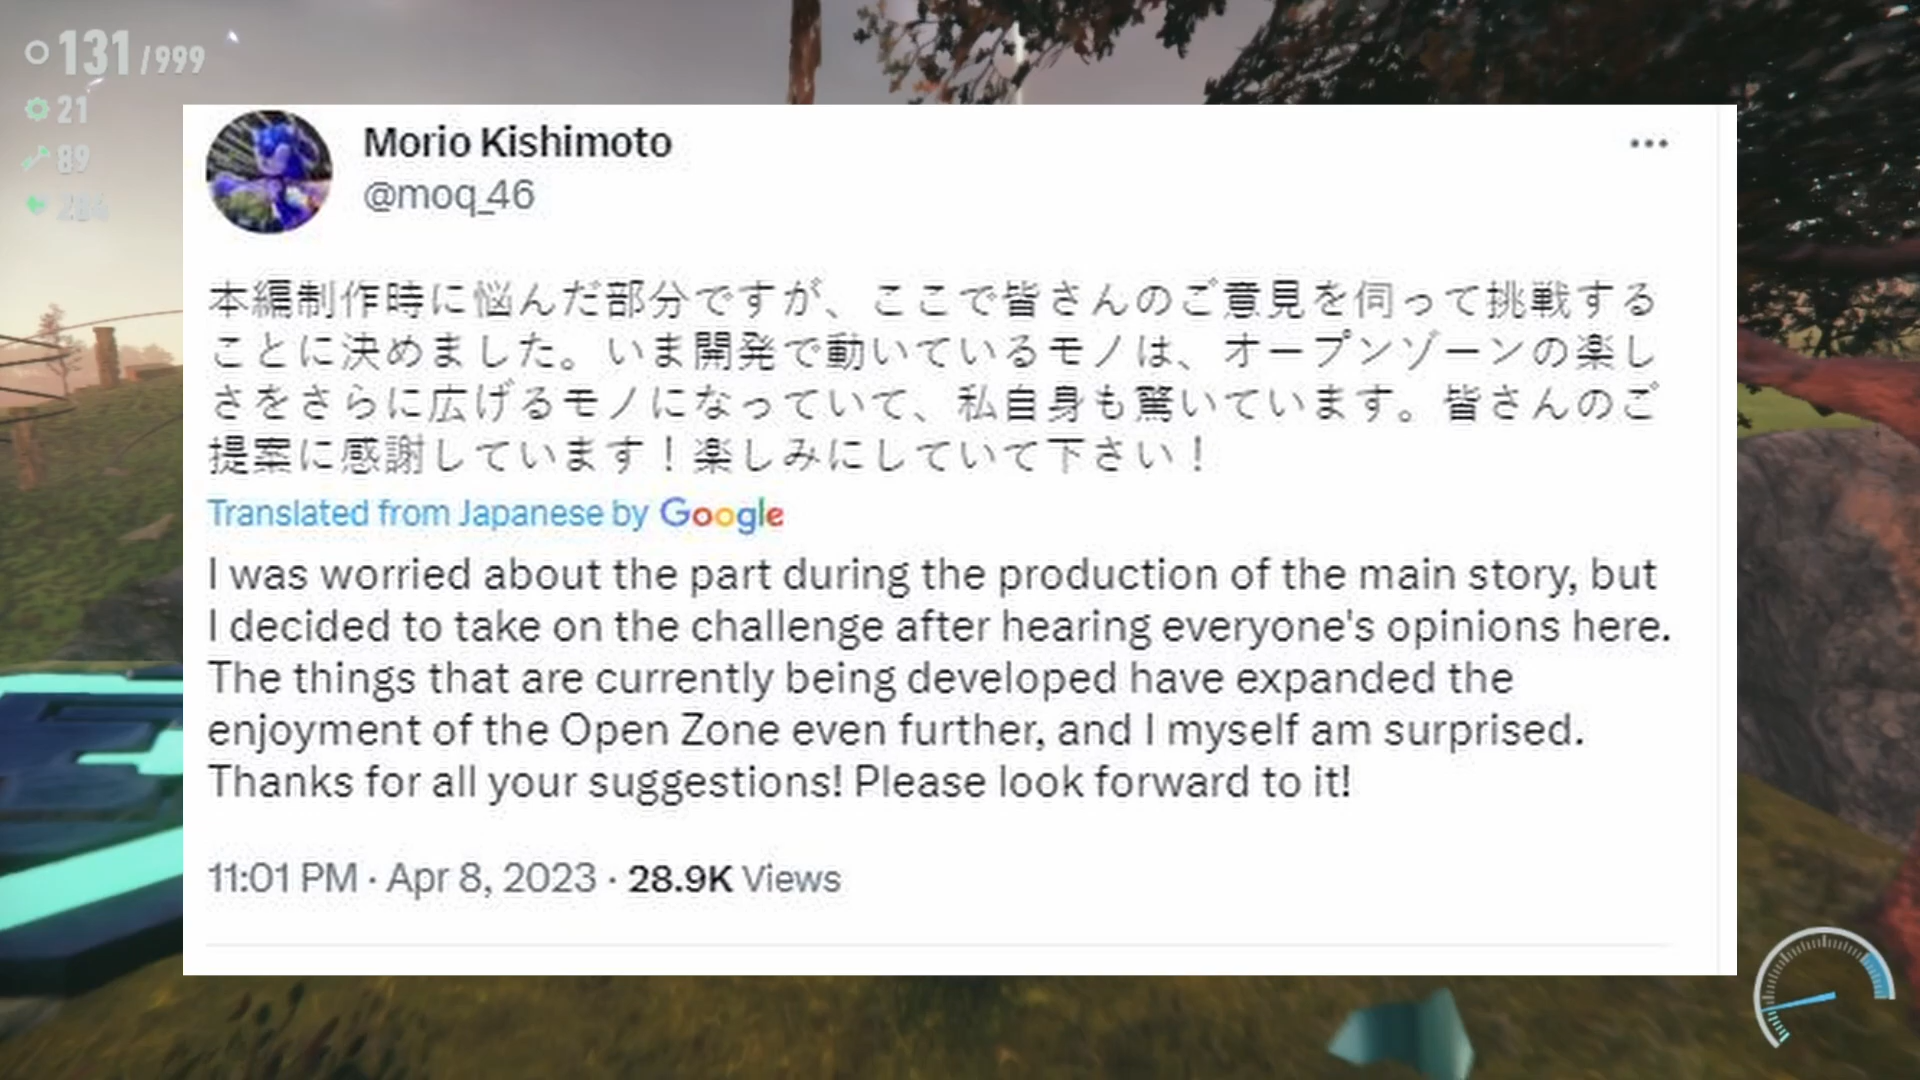 131/999
21
89
Morio Kishimoto
@moq_46
本編制作時に悩んだ部分ですが、ここで皆さんのご意見を伺って挑戦する
ことに決めました。いま開発で動いているモノは、オープンゾーンの楽し
さをさらに広げるモノになっていて、私自身も驚いています。皆さんのご
提案に感謝しています！楽しみにしていて下さい！
Translated from Japanese by Google
I was worried about the part during the production of the main story, but
I decided to take on the challenge after hearing everyone's opinions here.
The things that are currently being developed have expanded the
enjoyment of the Open Zone even further, and I myself am surprised.
Thanks for all your suggestions! Please look forward to it!
11:01 PM · Apr 8, 2023 · 28.9K Views